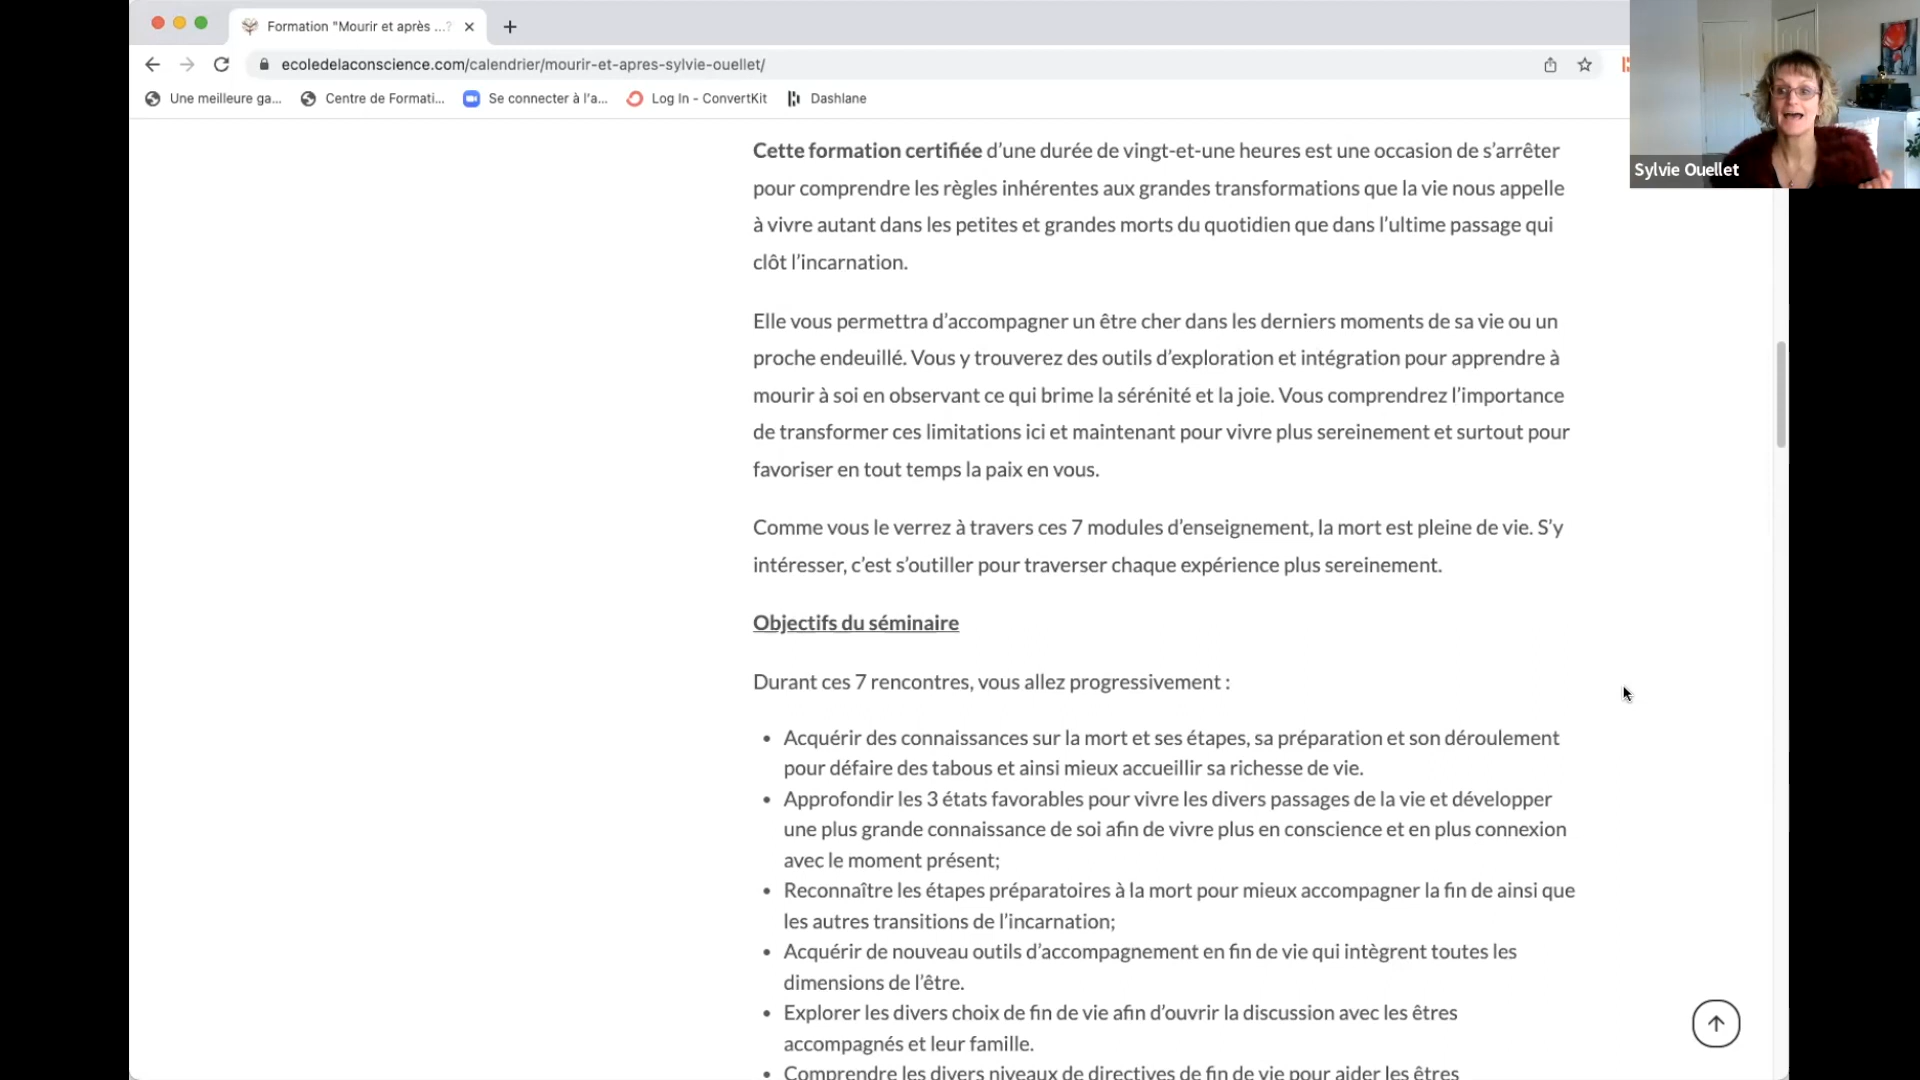 Formation "Mourir et après ...?
ecoledelaconscience.com/calendrier/mourir-et-apres-sylvie-ouellet/
Une meilleure ga...
Centre de Formati...
Se connecter à l'a...
Log In - ConvertKit
Dashlane
Sylvie Ouellet
Cette formation certifiée d’une durée de vingt-et-une heures est une occasion de s’arrêter
pour comprendre les règles inhérentes aux grandes transformations que la vie nous appelle
à vivre autant dans les petites et grandes morts du quotidien que dans l’ultime passage qui
clôt l’incarnation.
Elle vous permettra d’accompagner un être cher dans les derniers moments de sa vie ou un
proche endeuillé. Vous y trouverez des outils d’exploration et intégration pour apprendre à
mourir à soi en observant ce qui brime la sérénité et la joie. Vous comprendrez l’importance
de transformer ces limitations ici et maintenant pour vivre plus sereinement et surtout pour
favoriser en tout temps la paix en vous.
Comme vous le verrez à travers ces 7 modules d’enseignement, la mort est pleine de vie. S’y
intéresser, c’est s’outiller pour traverser chaque expérience plus sereinement.
Objectifs du séminaire
Durant ces 7 rencontres, vous allez progressivement :
• Acquérir des connaissances sur la mort et ses étapes, sa préparation et son déroulement
pour défaire des tabous et ainsi mieux accueillir sa richesse de vie.
• Approfondir les 3 états favorables pour vivre les divers passages de la vie et développer
une plus grande connaissance de soi afin de vivre plus en conscience et en plus connexion
avec le moment présent;
• Reconnaître les étapes préparatoires à la mort pour mieux accompagner la fin de ainsi que
les autres transitions de l’incarnation;
• Acquérir de nouveau outils d’accompagnement en fin de vie qui intègrent toutes les
dimensions de l’être.
• Explorer les divers choix de fin de vie afin d’ouvrir la discussion avec les êtres
accompagnés et leur famille.
• Comprendre les divers niveaux de directives de fin de vie pour aider les êtres